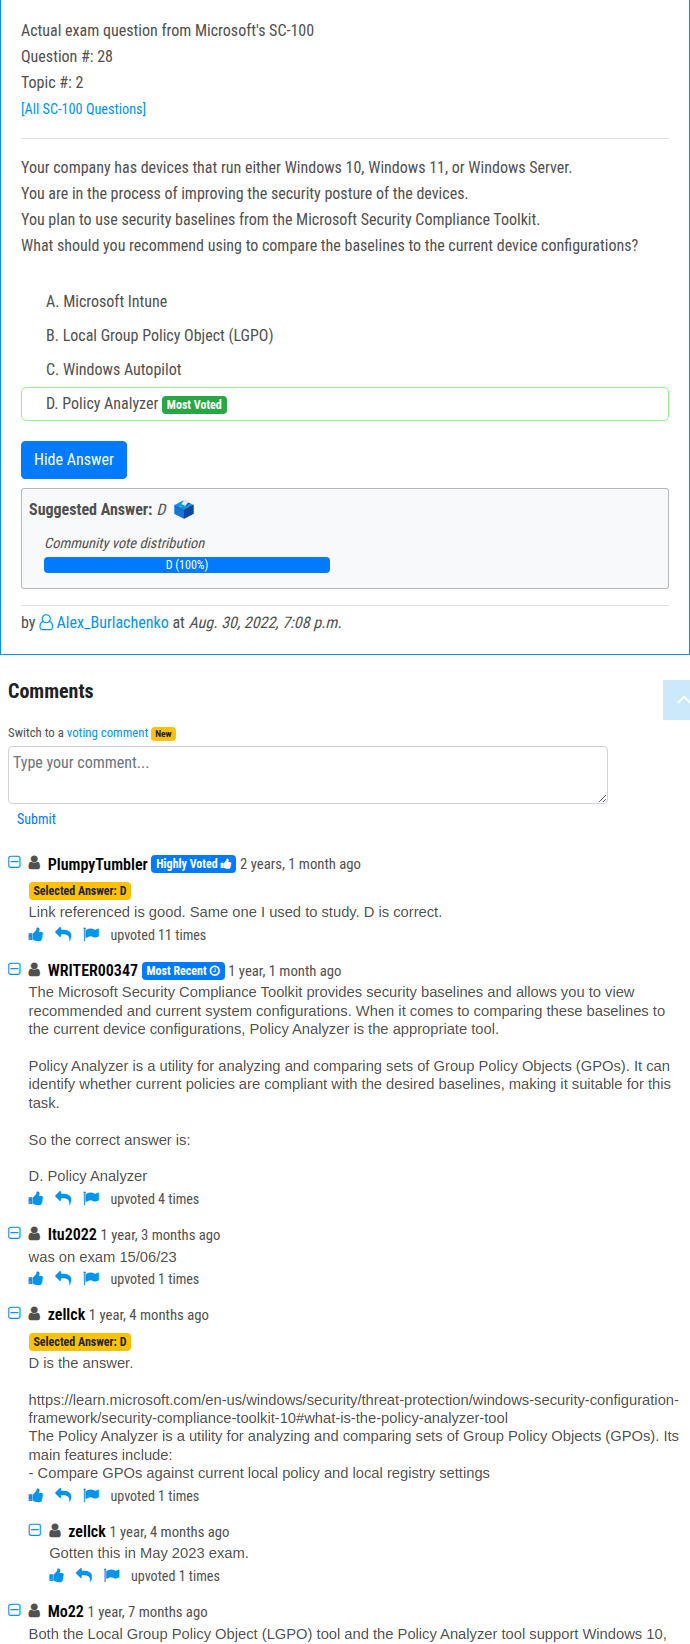 Actual exam question from Microsoft's SC-100
Question #: 28
Topic #: 2
[All SC-100 Questions]
Your company has devices that run either Windows 10, Windows 11, or Windows Server.
You are in the process of improving the security posture of the devices.
You plan to use security baselines from the Microsoft Security Compliance Toolkit.
What should you recommend using to compare the baselines to the current device configurations?
A. Microsoft Intune
B. Local Group Policy Object (LGPO)
C. Windows Autopilot
D. Policy Analyzer Most Voted
Hide Answer
Suggested Answer: D
Community vote distribution
D (100%)
by Alex_Burlachenko at Aug. 30, 2022, 7:08 p.m.
Comments
Switch to a voting comment New
Type your comment...
Submit
PlumpyTumbler Highly Voted 2 years, 1 month ago
Selected Answer: D
Link referenced is good. Same one I used to study. D is correct.
upvoted 11 times
WRITER00347 Most Recent 1 year, 1 month ago
The Microsoft Security Compliance Toolkit provides security baselines and allows you to view
recommended and current system configurations. When it comes to comparing these baselines to
the current device configurations, Policy Analyzer is the appropriate tool.
Policy Analyzer is a utility for analyzing and comparing sets of Group Policy Objects (GPOs). It can
identify whether current policies are compliant with the desired baselines, making it suitable for this
task.
So the correct answer is:
D. Policy Analyzer
upvoted 4 times
Itu2022 1 year, 3 months ago
was on exam 15/06/23
upvoted 1 times
zellck 1 year, 4 months ago
Selected Answer: D
D is the answer.
https://learn.microsoft.com/en-us/windows/security/threat-protection/windows-security-configuration-
framework/security-compliance-toolkit-10#what-is-the-policy-analyzer-tool
The Policy Analyzer is a utility for analyzing and comparing sets of Group Policy Objects (GPOs). Its
main features include:
- Compare GPOs against current local policy and local registry settings
upvoted 1 times
zellck 1 year, 4 months ago
Gotten this in May 2023 exam.
upvoted 1 times
Mo22 1 year, 7 months ago
Both the Local Group Policy Object (LGPO) tool and the Policy Analyzer tool support Windows 10,